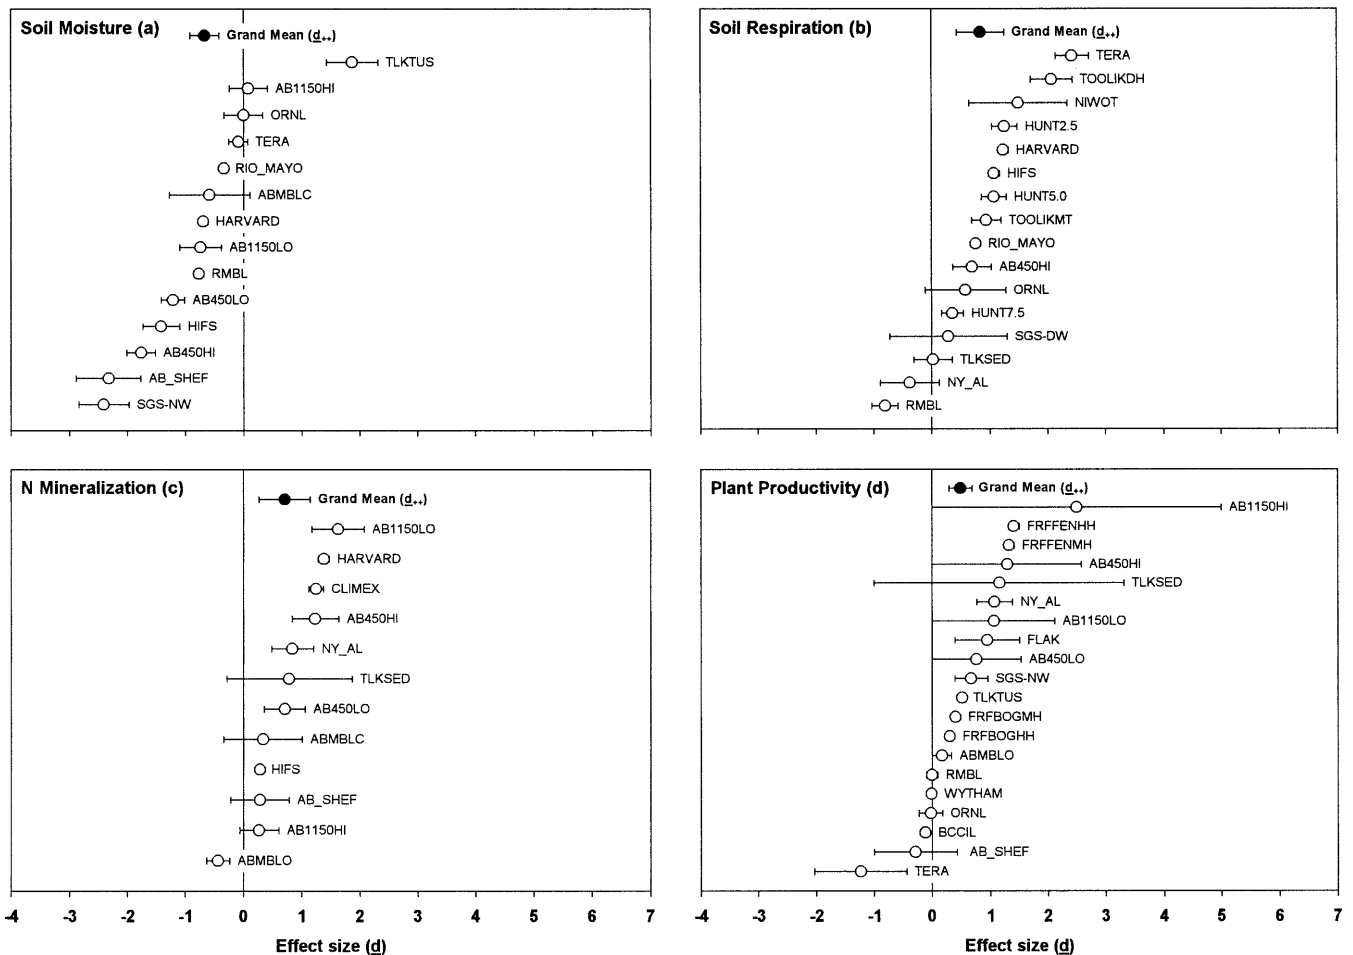 Soil Moisture (a)
Grand Mean (d++)
TLKTUS
AB1150HI
ORNL
TERA
RIO_MAYO
ABMBLC
HARVARD
AB1150LO
RMBL
AB450LO
HIFS
AB450HI
AB_SHEF
SGS-NW
Soil Respiration (b)
Grand Mean (d++)
TERA
TOOLIKDH
NIWOT
HUNT2.5
HARVARD
HIFS
HUNT5.0
TOOLIKMT
RIO_MAYO
AB450HI
ORNL
HUNT7.5
SGS-DW
TLKSED
NY_AL
RMBL
N Mineralization (c)
Grand Mean (d++)
AB1150LO
HARVARD
CLIMEX
AB450HI
NY_AL
TLKSED
AB450LO
ABMBLC
HIFS
AB_SHEF
AB1150HI
ABMBLO
-4 -3 -2 -1 0 1 2 3 4 5 6 7
Effect size (d)
Plant Productivity (d)
Grand Mean (d++)
AB1150HI
FRFFENHH
FRFFENMH
AB450HI
TLKSED
NY_AL
AB1150LO
FLAK
AB450LO
SGS-NW
TLKTUS
FRFBOGMH
FRFBOGHH
ABMBLO
RMBL
WYTHAM
ORNL
BCCIL
AB_SHEF
TERA
-4 -3 -2 -1 0 1 2 3 4 5 6 7
Effect size (d)